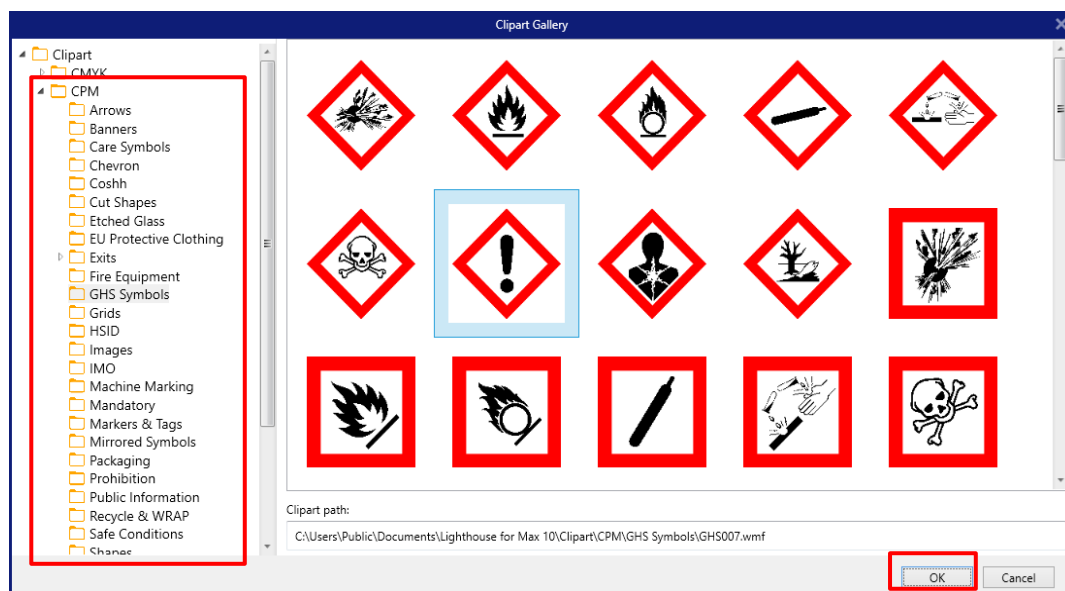 Clipart Gallery
Clipart
CMYK
CPM
Arrows
Banners
Care Symbols
Chevron
Coshh
Cut Shapes
Etched Glass
EU Protective Clothing
Exits
Fire Equipment
GHS Symbols
Grids
HSID
Images
IMO
Machine Marking
Mandatory
Markers & Tags
Mirrored Symbols
Packaging
Prohibition
Public Information
Recycle & WRAP
Safe Conditions
Shapes
Clipart path:
C:\Users\Public\Documents\Lighthouse for Max 10\Clipart\CPM\GHS Symbols\GHS007.wmf
OK
Cancel